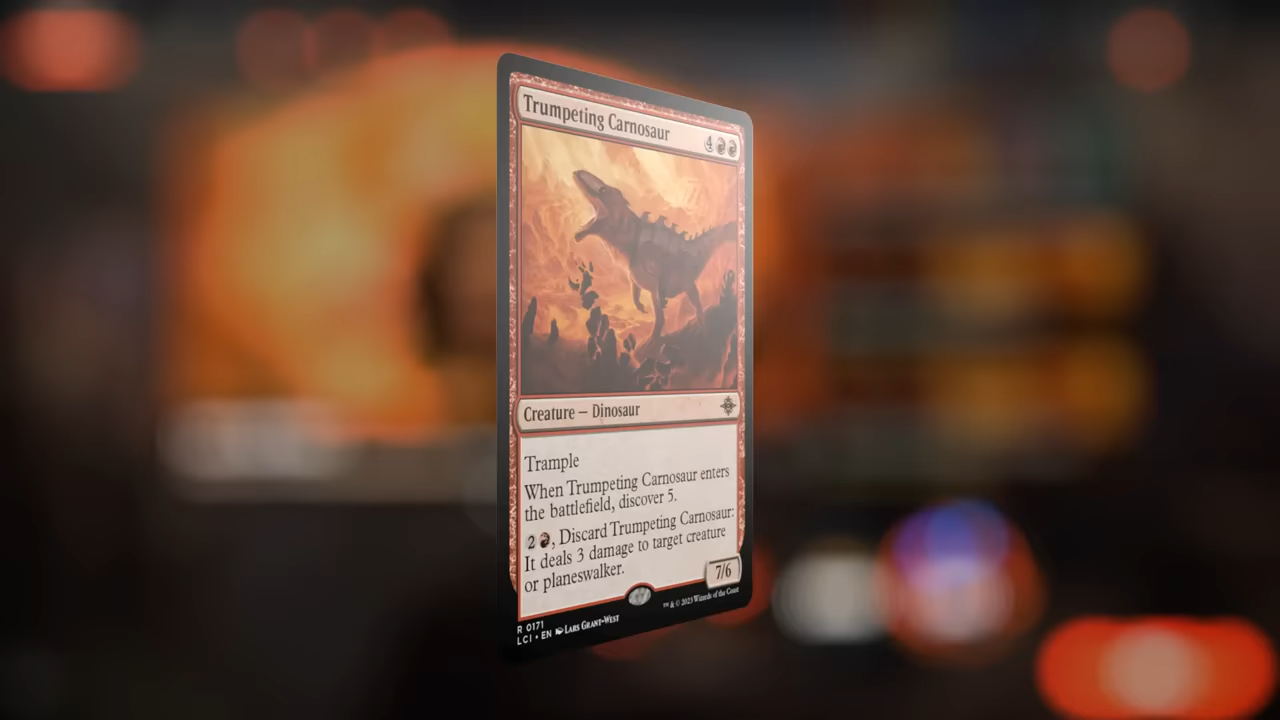 Trumpeting Carnosaur 4
Creature — Dinosaur
Trample
When Trumpeting Carnosaur enters
the battlefield, discover 5.
2 , Discard Trumpeting Carnosaur:
It deals 3 damage to target creature
or planeswalker.
7/6
R 0171
LCI • EN Lars Grant-West
™ & © 2023 Wizards of the Coast